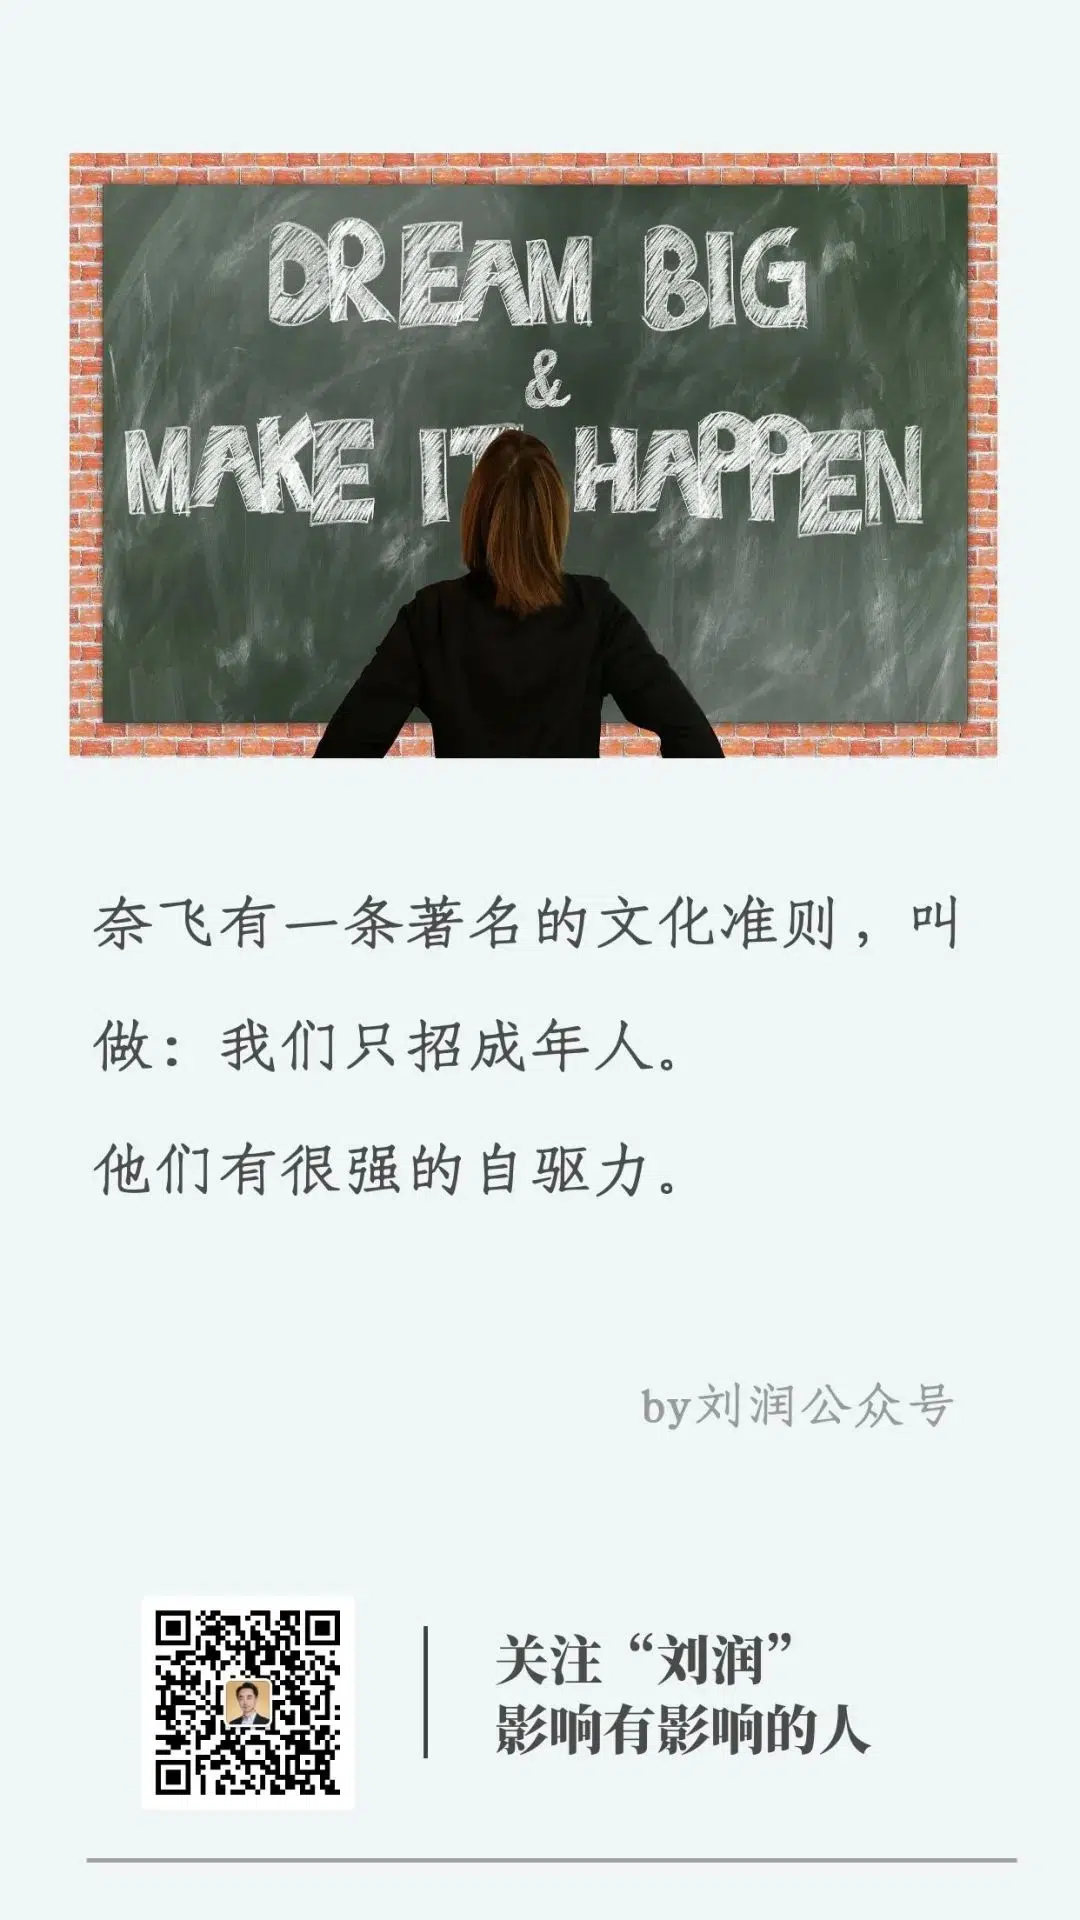 DREAM BIG
&
MAKE IT HAPPEN
奈飞有一条著名的文化准则，叫
做：我们只招成年人。
他们有很强的自驱力。
by刘润公众号
关注“刘润”
影响有影响的人